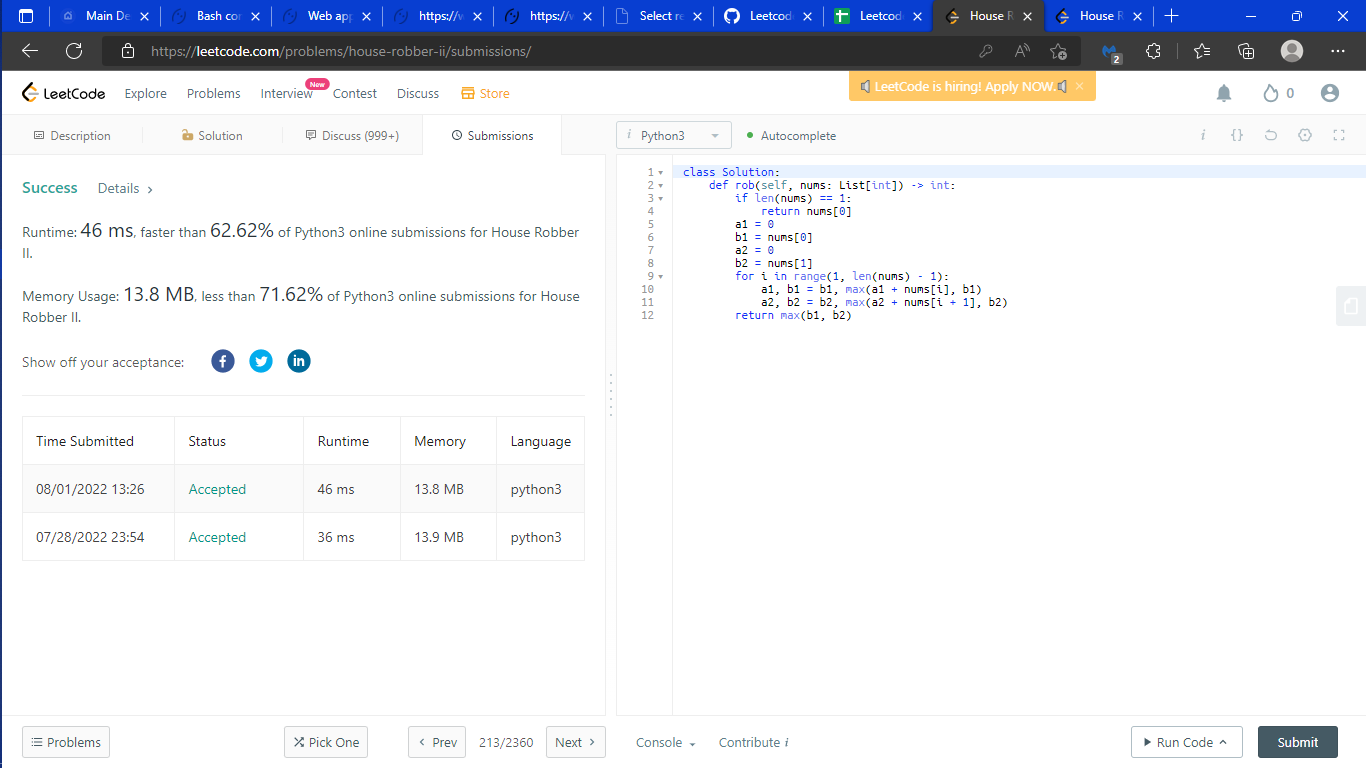 Main De
Bash cor
Web app
https://w
https://w
Select re
Leetcod
Leetcod
House R
House R
https://leetcode.com/problems/house-robber-ii/submissions/
2
LeetCode
Explore
Problems
Interview
New
Contest
Discuss
Store
LeetCode is hiring! Apply NOW.
0
Description
Solution
Discuss (999+)
Submissions
i Python3
Autocomplete
i {}
Success
Details >
Runtime: 46 ms, faster than 62.62% of Python3 online submissions for House Robber
II.
Memory Usage: 13.8 MB, less than 71.62% of Python3 online submissions for House
Robber II.
Show off your acceptance:
Time Submitted Status Runtime Memory Language
08/01/2022 13:26 Accepted 46 ms 13.8 MB python3
07/28/2022 23:54 Accepted 36 ms 13.9 MB python3
1 class Solution:
2 def rob(self, nums: List[int]) -> int:
3 if len(nums) == 1:
4 return nums[0]
5 a1 = 0
6 b1 = nums[0]
7 a2 = 0
8 b2 = nums[1]
9 for i in range(1, len(nums) - 1):
10 a1, b1 = b1, max(a1 + nums[i], b1)
11 a2, b2 = b2, max(a2 + nums[i + 1], b2)
12 return max(b1, b2)
Problems
Pick One
< Prev
213/2360
Next >
Console
Contribute i
Run Code
Submit